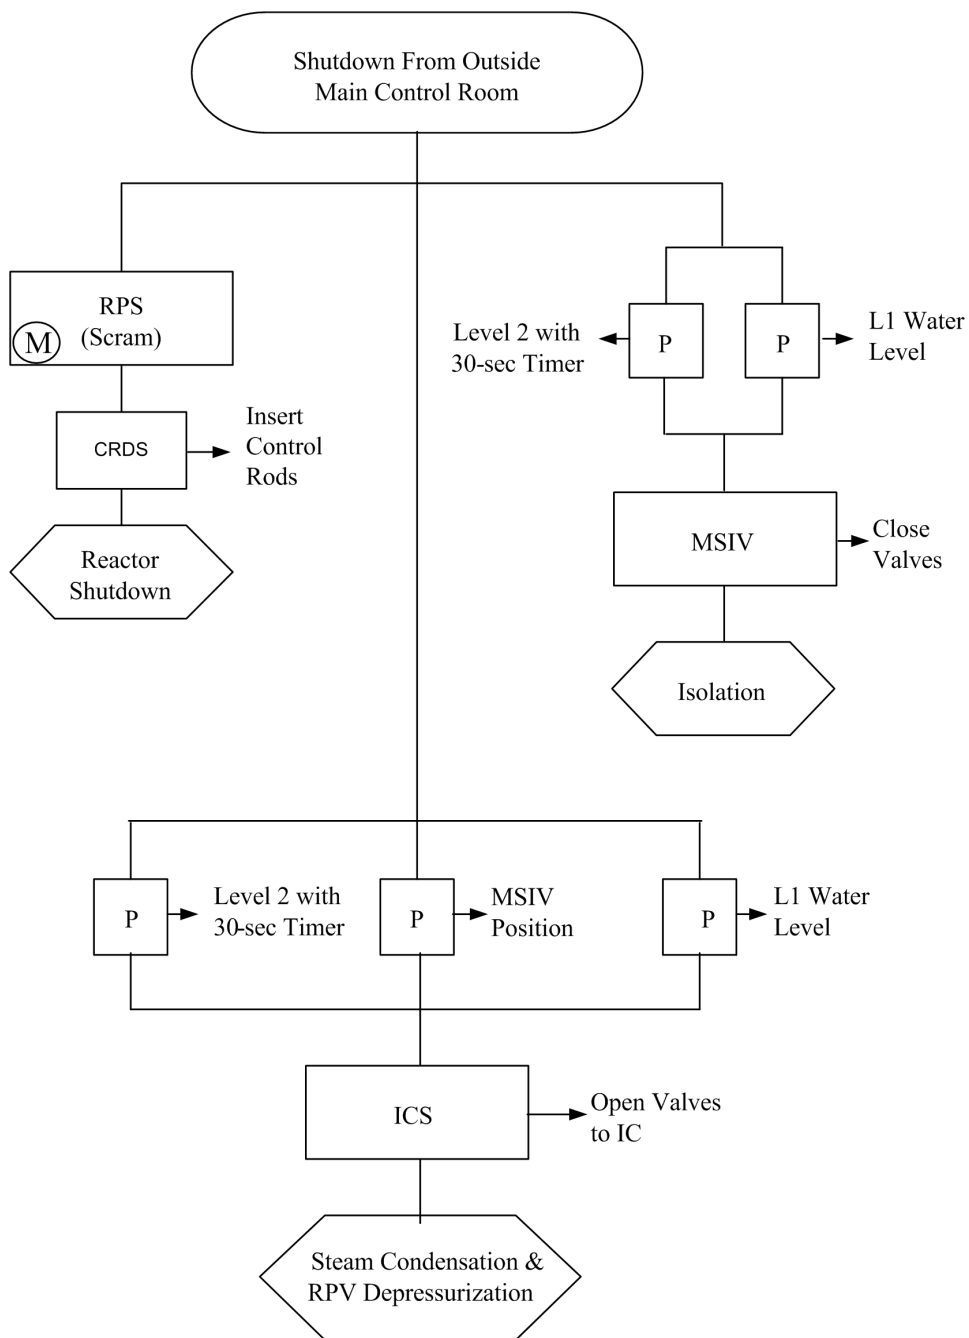 Shutdown From Outside
Main Control Room
RPS
(Scram)
M
CRDS
Insert
Control
Rods
Reactor
Shutdown
Level 2 with
30-sec Timer
P
P
L1 Water
Level
MSIV
Close
Valves
Isolation
P
Level 2 with
30-sec Timer
P
MSIV
Position
P
L1 Water
Level
ICS
Open Valves
to IC
Steam Condensation &
RPV Depressurization